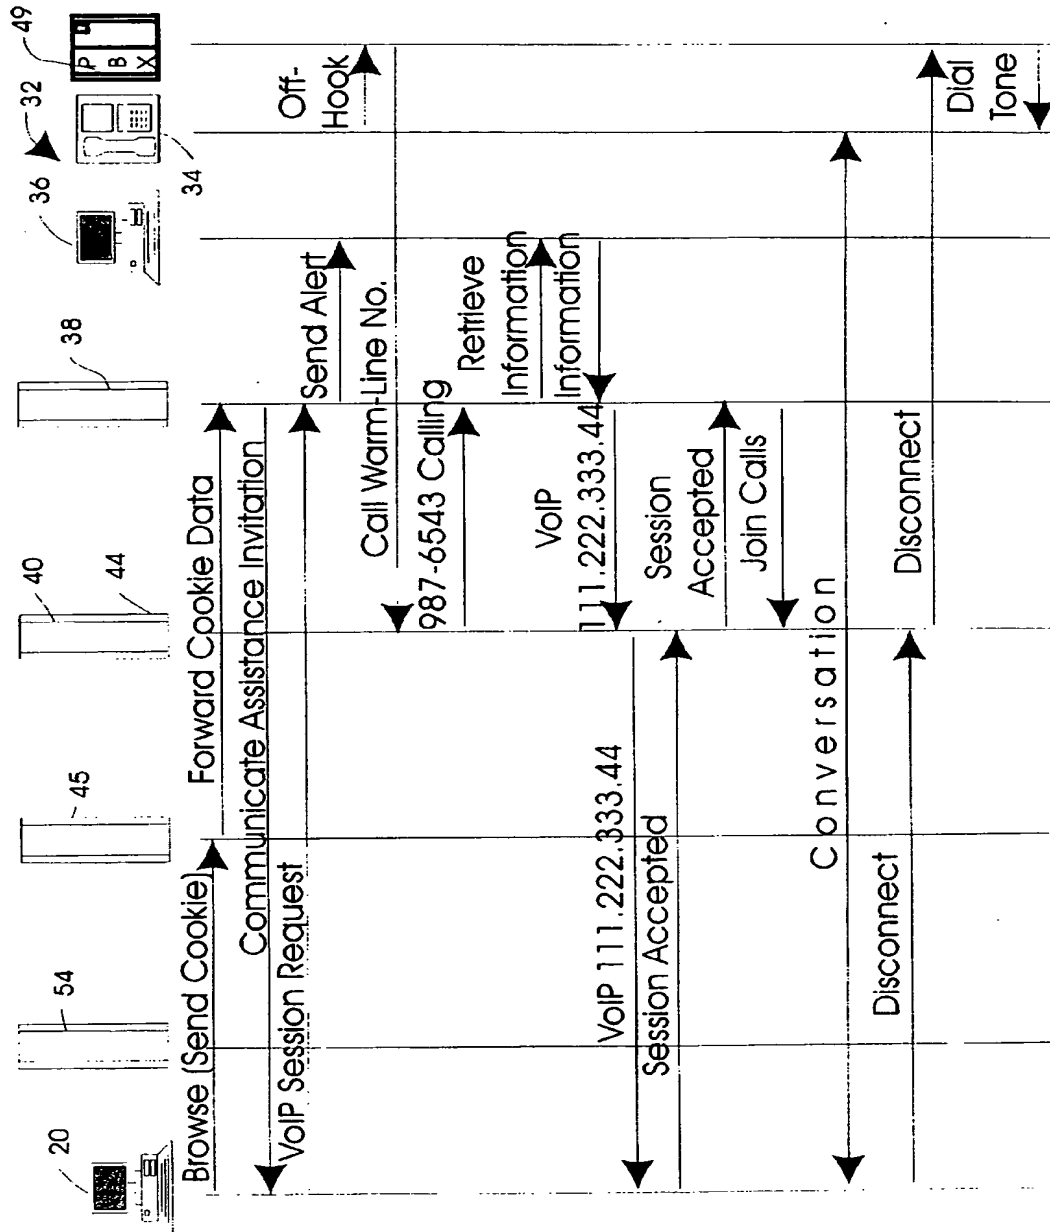 20
54
45
40
44
38
36
32
34
49
P
B
X
Browse (Send Cookie)
Forward Cookie Data
Communicate Assistance Invitation
VoIP Session Request
Send Alert
Off-
Hook
Call Warm-Line No.
987-6543 Calling
Retrieve
Information
Information
VoIP
111.222.333.44
VoIP 111.222.333.44
Session Accepted
Session
Accepted
Join Calls
Conversation
Disconnect
Disconnect
Dial
Tone